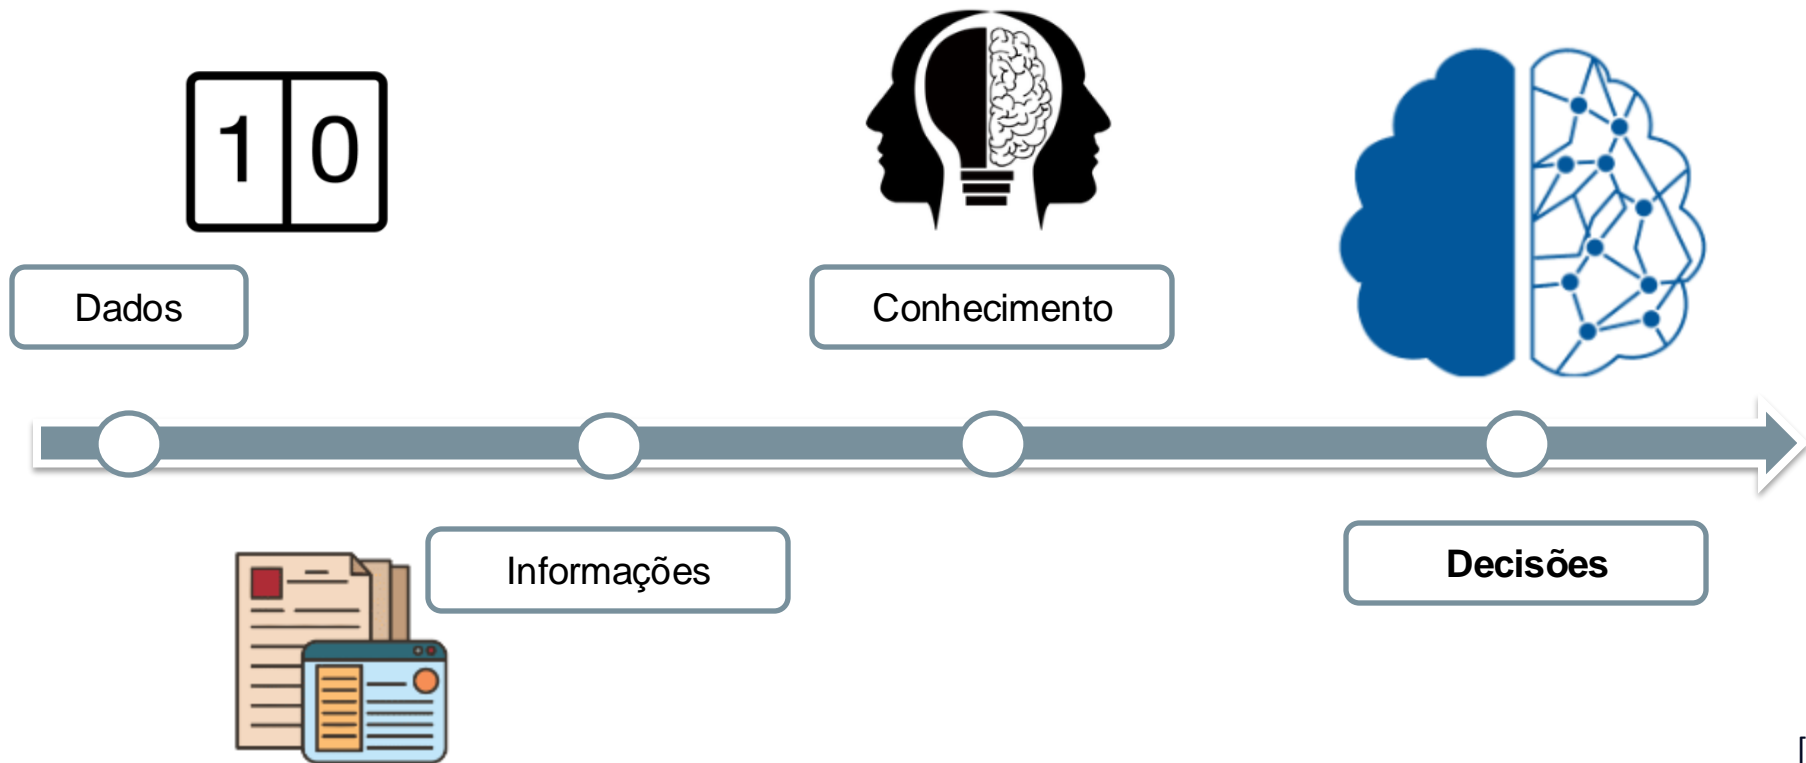 1 0
Dados
Conhecimento
Informações
Decisões
[